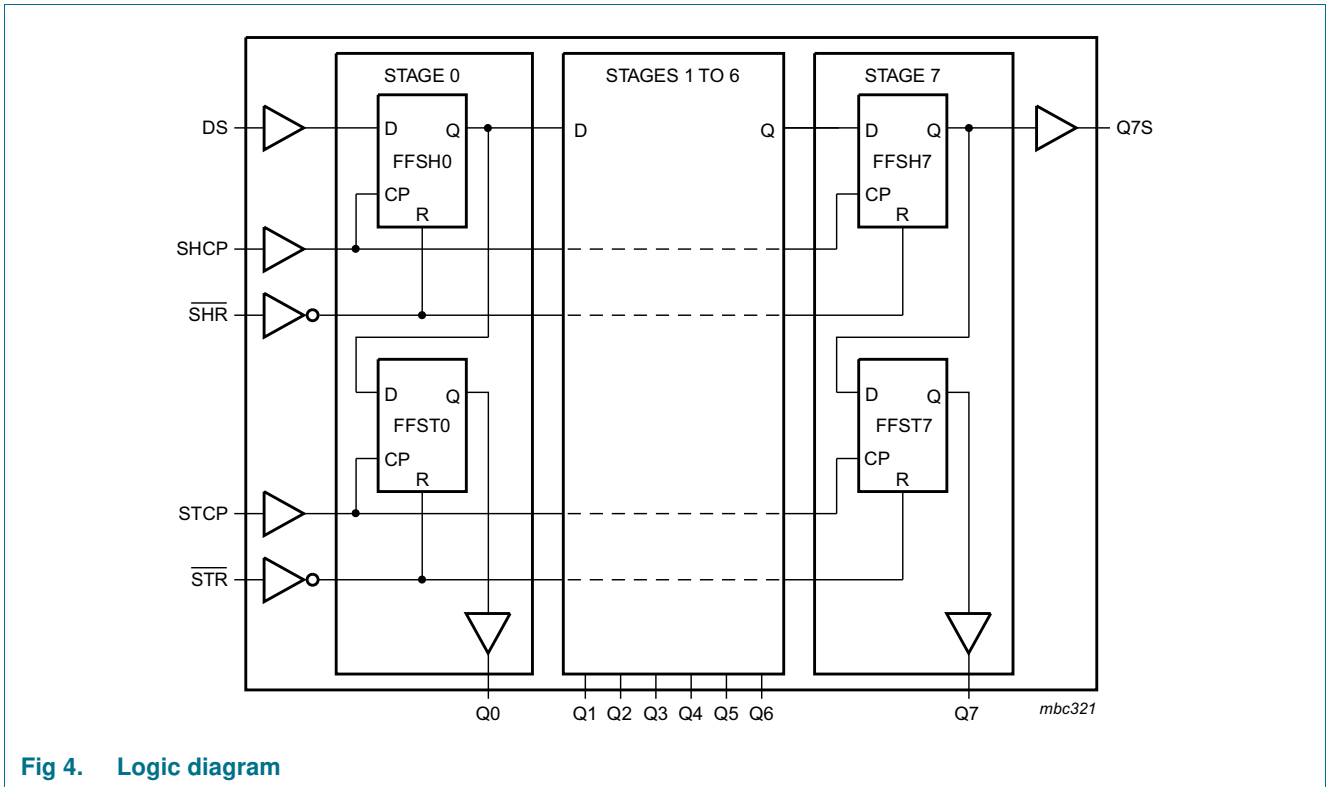 STAGE 0
STAGES 1 TO 6
STAGE 7
DS
D
Q
D
Q
D
Q
Q7S
FFSH0
FFSH7
CP
CP
R
R
SHCP
SHR
D
Q
D
Q
FFST0
FFST7
CP
CP
R
R
STCP
STR
Q0
Q1
Q2
Q3
Q4
Q5
Q6
Q7
mbc321
Fig 4. Logic diagram